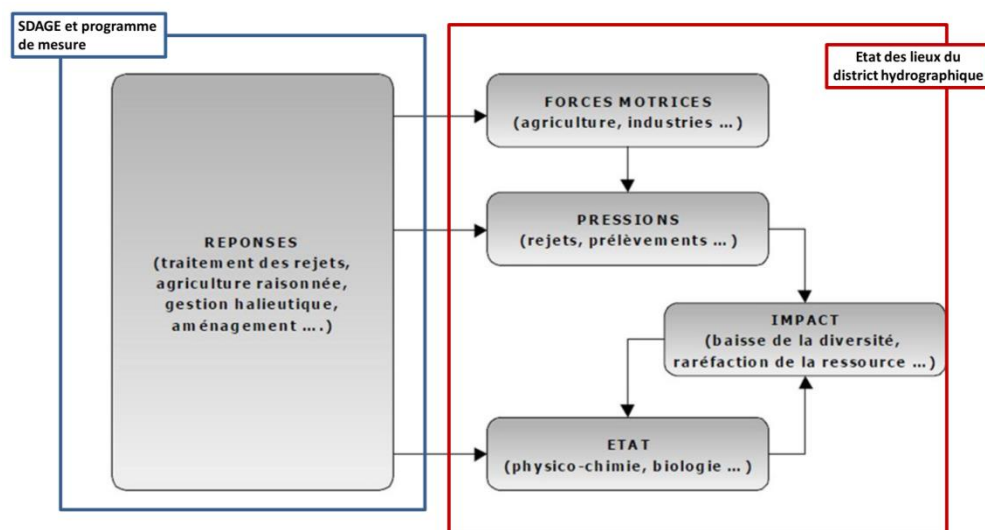 SDAGE et programme
de mesure
Etat des lieux du
district hydrographique
REPONSES
(traitement des rejets,
agriculture raisonnée,
gestion halieutique,
aménagement ....)
FORCES MOTRICES
(agriculture, industries ...)
PRESSIONS
(rejets, prélèvements ...)
IMPACT
(baisse de la diversité,
raréfaction de la ressource ...)
ETAT
(physico-chimie, biologie ...)